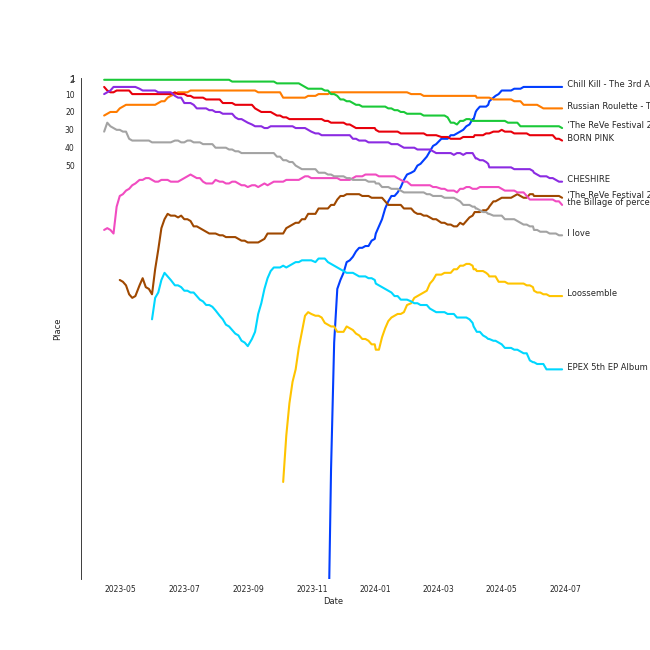 1
10
20
30
40
50
Place
Chill Kill - The 3rd A
Russian Roulette - T
'The ReVe Festival 2
BORN PINK
CHESHIRE
'The ReVe Festival 2
the Billage of perce
I love
Loossemble
EPEX 5th EP Album
2023-05 2023-07 2023-09 2023-11 2024-01 2024-03 2024-05 2024-07
Date